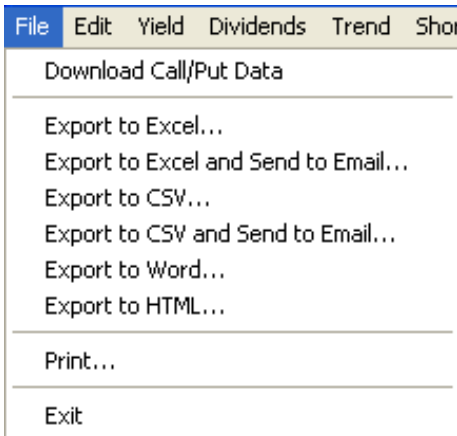 File Edit Yield Dividends Trend Shor
Download Call/Put Data
Export to Excel...
Export to Excel and Send to Email...
Export to CSV...
Export to CSV and Send to Email...
Export to Word...
Export to HTML...
Print...
Exit